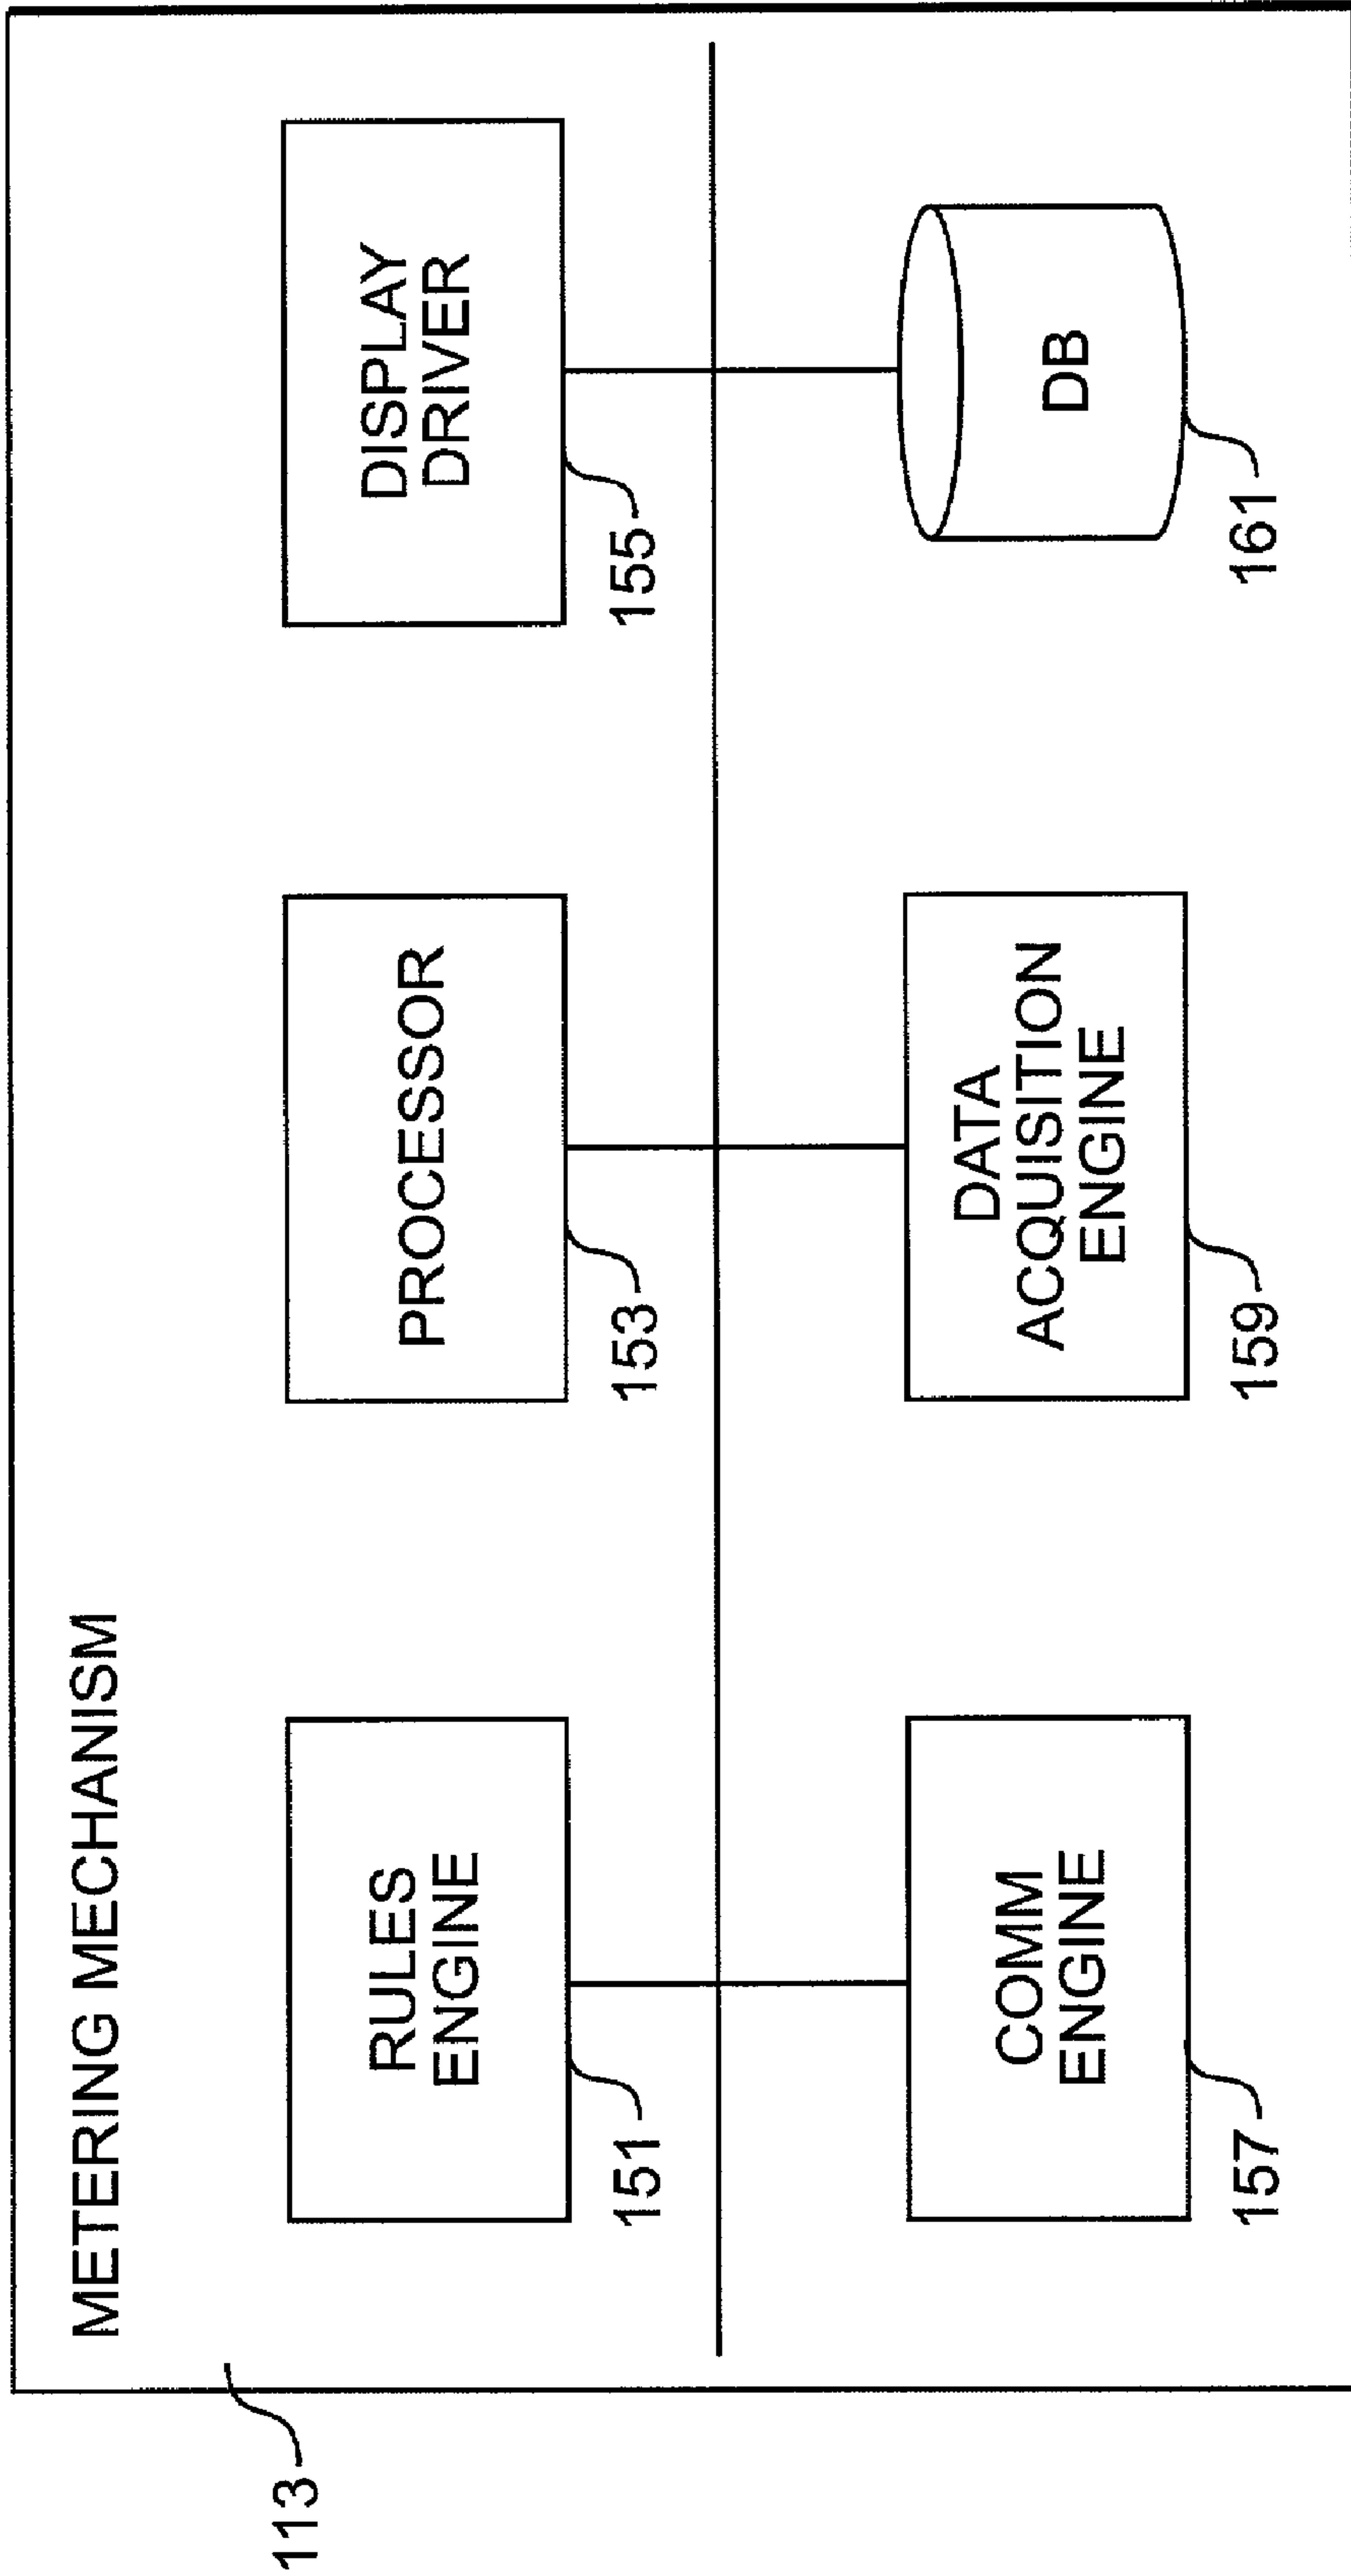 METERING MECHANISM
113
RULES
ENGINE
151
PROCESSOR
153
DISPLAY
DRIVER
155
COMM
ENGINE
157
DATA
ACQUISITION
ENGINE
159
DB
161